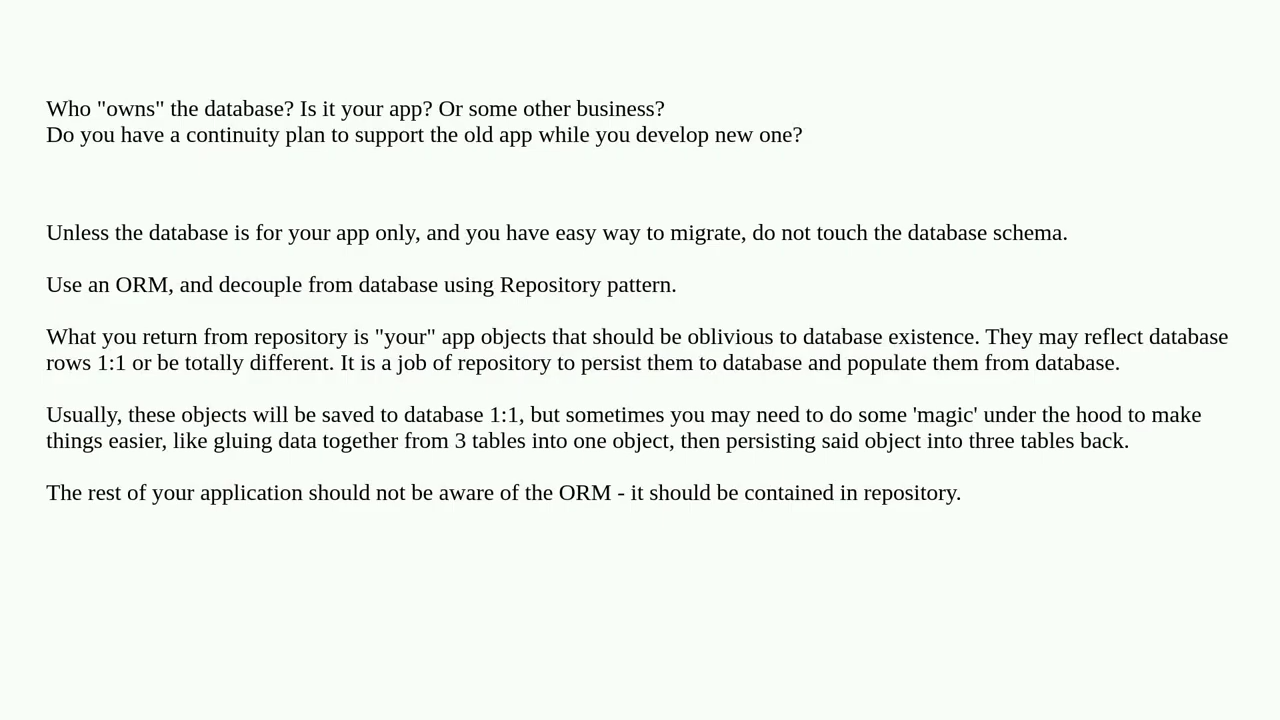 Who "owns" the database? Is it your app? Or some other business?
Do you have a continuity plan to support the old app while you develop new one?
Unless the database is for your app only, and you have easy way to migrate, do not touch the database schema.
Use an ORM, and decouple from database using Repository pattern.
What you return from repository is "your" app objects that should be oblivious to database existence. They may reflect database
rows 1:1 or be totally different. It is a job of repository to persist them to database and populate them from database.
Usually, these objects will be saved to database 1:1, but sometimes you may need to do some 'magic' under the hood to make
things easier, like gluing data together from 3 tables into one object, then persisting said object into three tables back.
The rest of your application should not be aware of the ORM - it should be contained in repository.